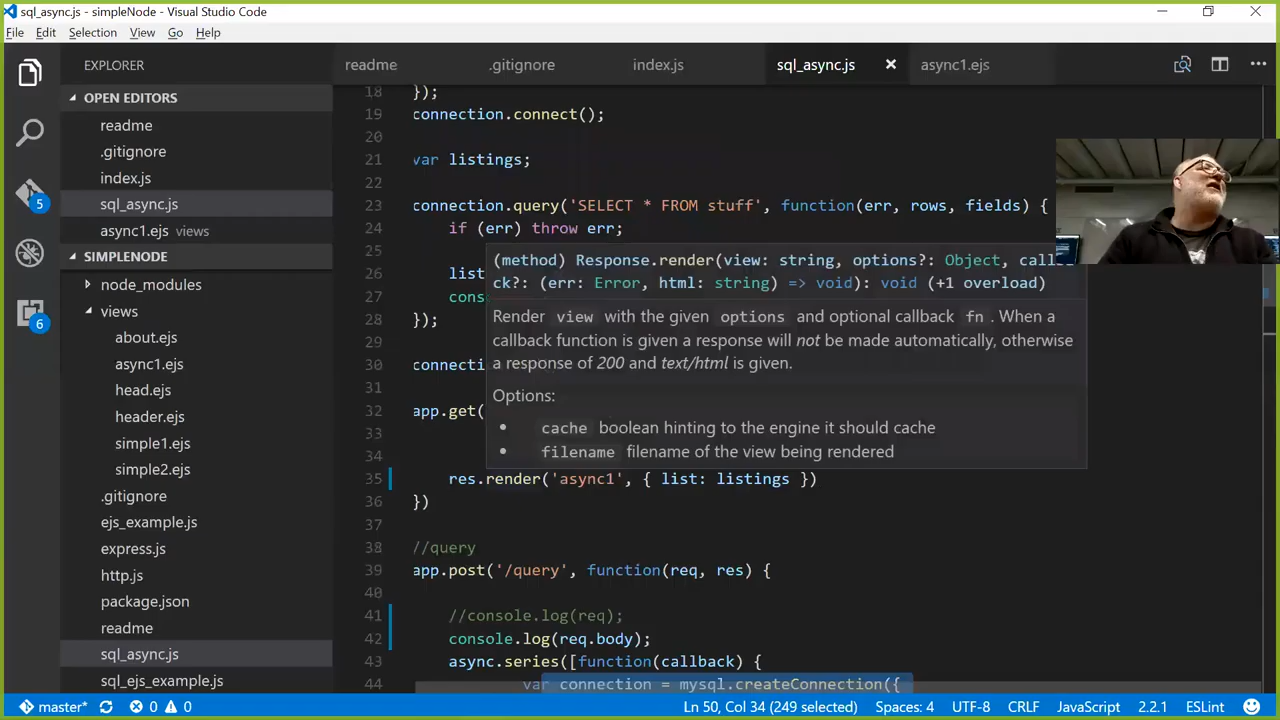 sql_async.js - simpleNode - Visual Studio Code
File Edit Selection View Go Help
EXPLORER
OPEN EDITORS
readme
.gitignore
index.js
sql_async.js
async1.ejs views
SIMPLENODE
node_modules
views
about.ejs
async1.ejs
head.ejs
header.ejs
simple1.ejs
simple2.ejs
.gitignore
ejs_example.js
express.js
http.js
package.json
readme
sql_async.js
sql_ejs_example.js
5
6
readme .gitignore index.js sql_async.js async1.ejs
18 });
19 connection.connect();
20
21 var listings;
22
23 connection.query('SELECT * FROM stuff', function(err, rows, fields) {
24 if (err) throw err;
25
26 lis
27 cons
28 });
29
30 connection
31
32 app.get(
33
34
35 res.render('async1', { list: listings })
36 })
37
38 //query
39 app.post('/query', function(req, res) {
40
41 //console.log(req);
42 console.log(req.body);
43 async.series([function(callback) {
44 var connection = mysql.createConnection({
(method) Response.render(view: string, options?: Object, callba
ck?: (err: Error, html: string) => void): void (+1 overload)
Render view with the given options and optional callback fn . When a
callback function is given a response will not be made automatically, otherwise
a response of 200 and text/html is given.
Options:
• cache boolean hinting to the engine it should cache
• filename filename of the view being rendered
master* 0 0 Ln 50, Col 34 (249 selected) Spaces: 4 UTF-8 CRLF JavaScript 2.2.1 ESLint